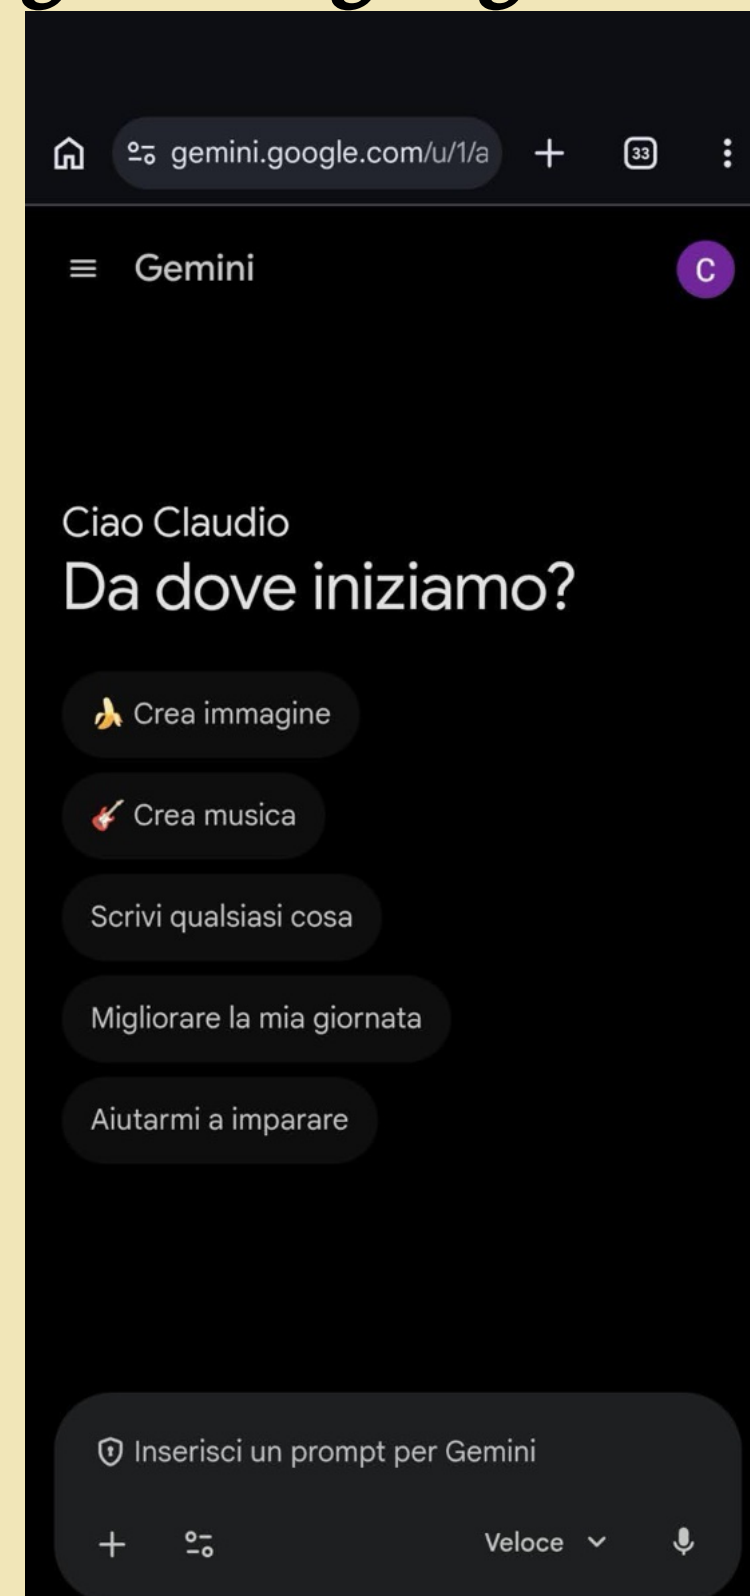 gemini.google.com/u/1/a
33
Gemini
C
Ciao Claudio
Da dove iniziamo?
Crea immagine
Crea musica
Scrivi qualsiasi cosa
Migliorare la mia giornata
Aiutarmi a imparare
Inserisci un prompt per Gemini
Veloce